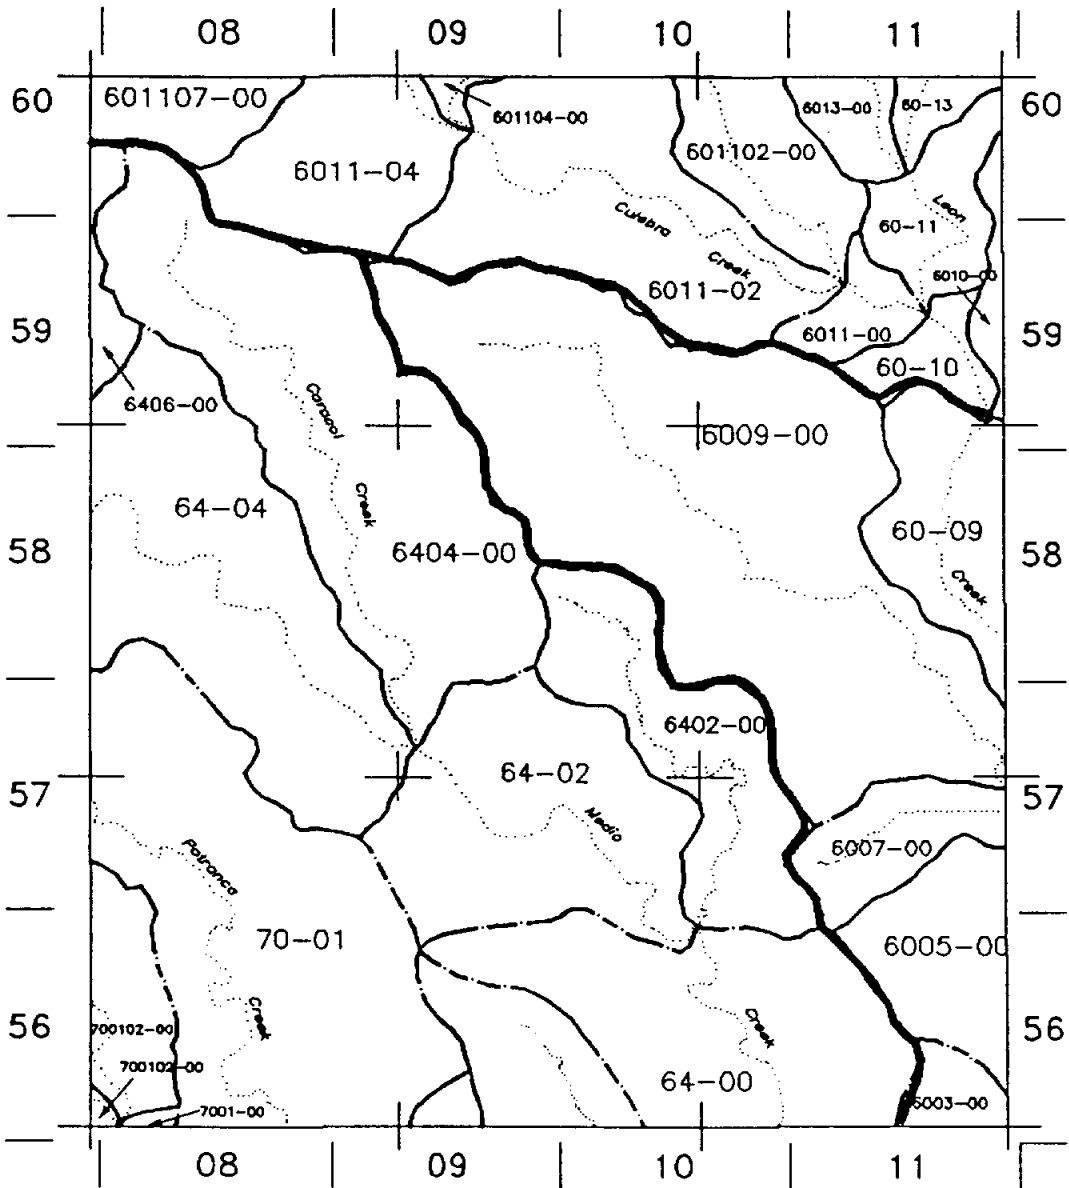 08 09 10 11
60 60
601107-00
601104-00
6013-00 60-13
601102-00
6011-04
Leon
Culebra
60-11
Creek
6010-00
6011-02
59 59
6011-00
60-10
6406-00
Caracol
6009-00
Creek
64-04
60-09
58 58
6404-00
Creek
6402-00
64-02
57 57
Medio
6007-00
Potranco
70-01
6005-00
Creek
Creek
56 56
700102-00
700102-00
64-00
7001-00
6003-00
08 09 10 11